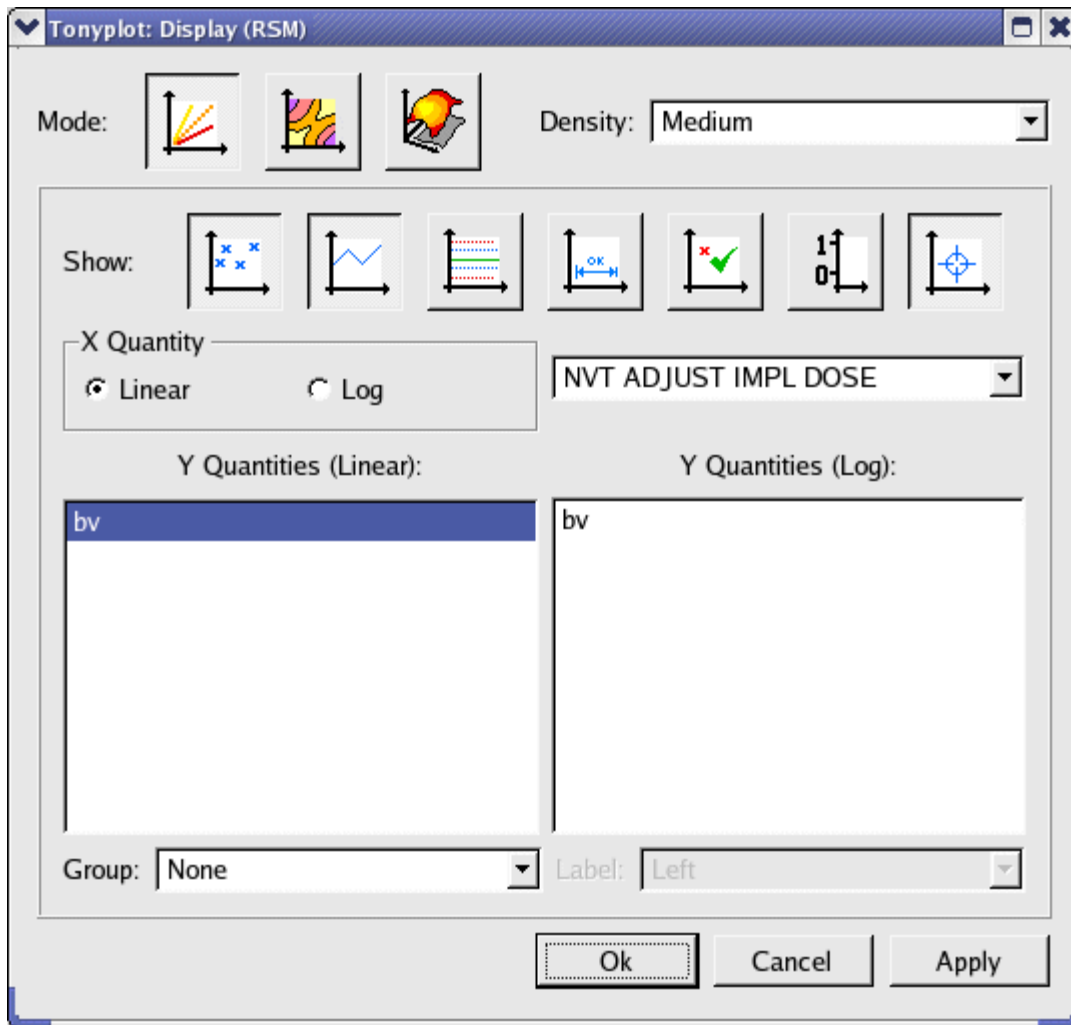 Tonyplot: Display (RSM)
Mode:
Density: Medium
Show:
OK
1
0
X Quantity
Linear Log
NVT ADJUST IMPL DOSE
Y Quantities (Linear): Y Quantities (Log):
bv bv
Group: None Label: Left
Ok Cancel Apply